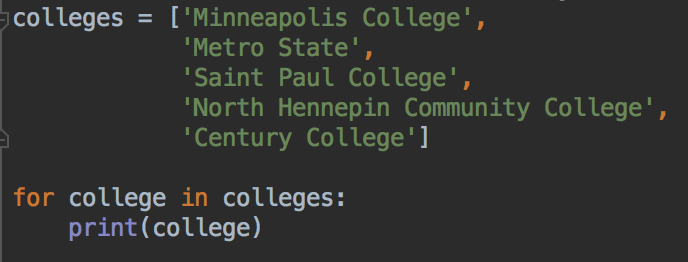 colleges = ['Minneapolis College',
            'Metro State',
            'Saint Paul College',
            'North Hennepin Community College',
            'Century College']

for college in colleges:
    print(college)